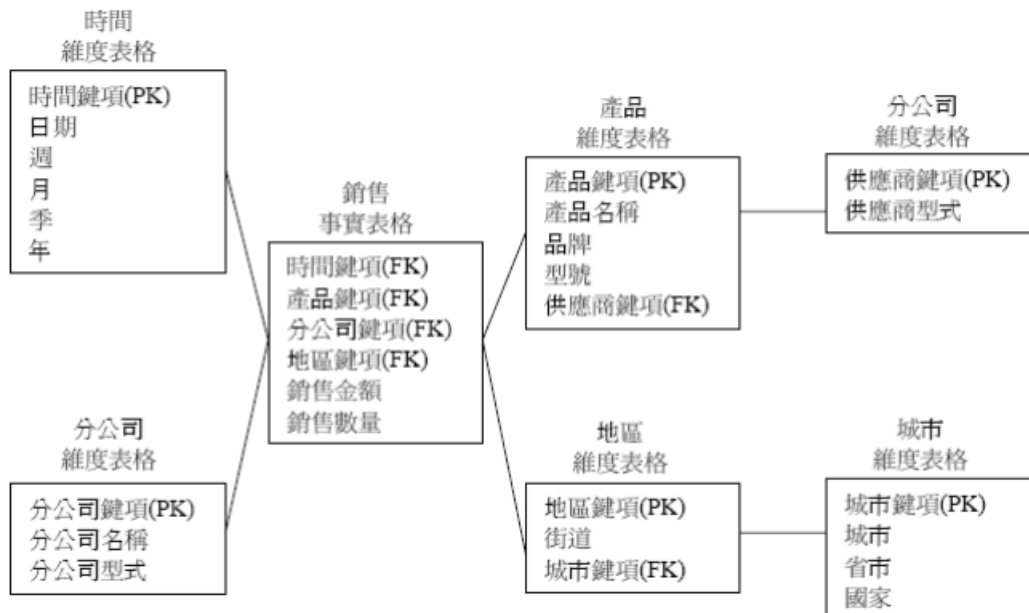 時間
維度表格
時間鍵項(PK)
日期
週
月
季
年
分公司
維度表格
分公司鍵項(PK)
分公司名稱
分公司型式
銷售
事實表格
時間鍵項(FK)
產品鍵項(FK)
分公司鍵項(FK)
地區鍵項(FK)
銷售金額
銷售數量
產品
維度表格
產品鍵項(PK)
產品名稱
品牌
型號
供應商鍵項(FK)
分公司
維度表格
供應商鍵項(PK)
供應商型式
地區
維度表格
地區鍵項(PK)
街道
城市鍵項(FK)
城市
維度表格
城市鍵項(PK)
城市
省市
國家